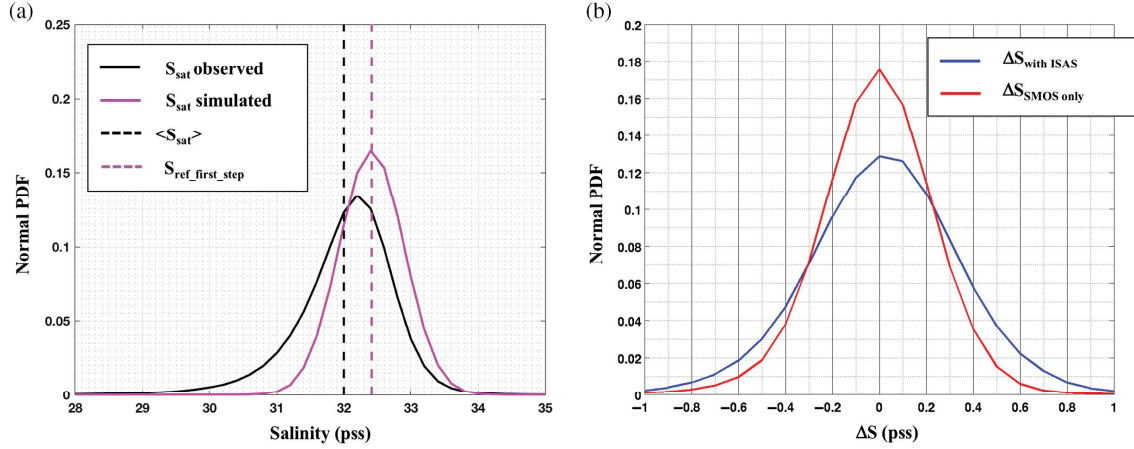 (a)
0.25
0.2
0.15
0.1
0.05
0
Normal PDF
S_sat observed
S_sat simulated
<S_sat>
S_ref_first_step
28 29 30 31 32 33 34 35
Salinity (pss)
(b)
0.2
0.18
0.16
0.14
0.12
0.1
0.08
0.06
0.04
0.02
0
Normal PDF
ΔS_with ISAS
ΔS_SMOS only
−1 −0.8 −0.6 −0.4 −0.2 0 0.2 0.4 0.6 0.8 1
ΔS (pss)